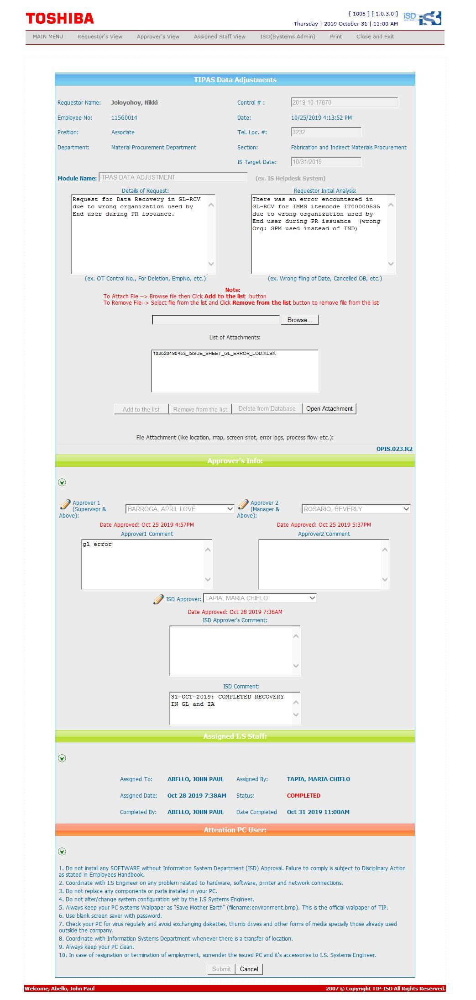 TOSHIBA
[ 1005 ] [ 1.0.3.0 ]
Thursday | 2019 October 31 | 11:00 AM
ISD
iS3
MAIN MENU Requestor's View Approver's View Assigned Staff View ISD(Systems Admin) Print Close and Exit
TIPAS Data Adjustments
Requestor Name: Joloyohoy, Nikki Control # : 2019-10-17870
Employee No: 115G0014 Date: 10/25/2019 4:13:52 PM
Position: Associate Tel. Loc. #: 3232
Department: Material Procurement Department Section: Fabrication and Indirect Materials Procurement
IS Target Date: 10/31/2019
Module Name: -TPAS DATA ADJUSTMENT (ex. IS Helpdesk System)
Details of Request:
Request for Data Recovery in GL-RCV
due to wrong organization used by
End user during PR issuance.
(ex. OT Control No., For Deletion, EmpNo, etc.)
Requestor Initial Analysis:
There was an error encountered in
GL-RCV for IMMS itemcode IT00000535
due to wrong organization used by
End user during PR issuance  (wrong
Org: SPM used instead of IND)
(ex. Wrong filing of Date, Cancelled OB, etc.)
Note:
To Attach File --> Browse file then Click Add to the list button
To Remove File--> Select file from the list and Click Remove from the list button to remove file from the list
Browse...
List of Attachments:
102520190453_ISSUE_SHEET_GL_ERROR_LOD.XLSX
Add to the list Remove from the list Delete from Database Open Attachment
File Attachment (like location, map, screen shot, error logs, process flow etc.):
OPIS.023.R2
Approver's Info:
Approver 1
(Supervisor &
Above):
BARROGA, APRIL LOVE
Approver 2
(Manager &
Above):
ROSARIO, BEVERLY
Date Approved: Oct 25 2019 4:57PM Date Approved: Oct 25 2019 5:37PM
Approver1 Comment Approver2 Comment
gl error
ISD Approver: TAPIA, MARIA CHIELO
Date Approved: Oct 28 2019 7:38AM
ISD Approver's Comment:
ISD Comment:
31-OCT-2019: COMPLETED RECOVERY
IN GL and IA
Assigned I.S Staff:
Assigned To: ABELLO, JOHN PAUL Assigned By: TAPIA, MARIA CHIELO
Assigned Date: Oct 28 2019 7:38AM Status: COMPLETED
Completed By: ABELLO, JOHN PAUL Date Completed Oct 31 2019 11:00AM
Attention PC User:
1. Do not install any SOFTWARE without Information System Department (ISD) Approval. Failure to comply is subject to Disciplinary Action
as stated in Employees Handbook.
2. Coordinate with I.S Engineer on any problem related to hardware, software, printer and network connections.
3. Do not replace any components or parts installed in your PC.
4. Do not alter/change system configuration set by the I.S Systems Engineer.
5. Always keep your PC systems Wallpaper as "Save Mother Earth" (filename:environment.bmp). This is the official wallpaper of TIP.
6. Use blank screen saver with password.
7. Check your PC for virus regularly and avoid exchanging diskettes, thumb drives and other forms of media specially those already used
outside the company.
8. Coordinate with Information Systems Department whenever there is a transfer of location.
9. Always keep your PC clean.
10. In case of resignation or termination of employment, surrender the issued PC and it's accessories to I.S. Systems Engineer.
Submit Cancel
Welcome, Abello, John Paul
2007 © Copyright TIP-ISD All Rights Reserved.